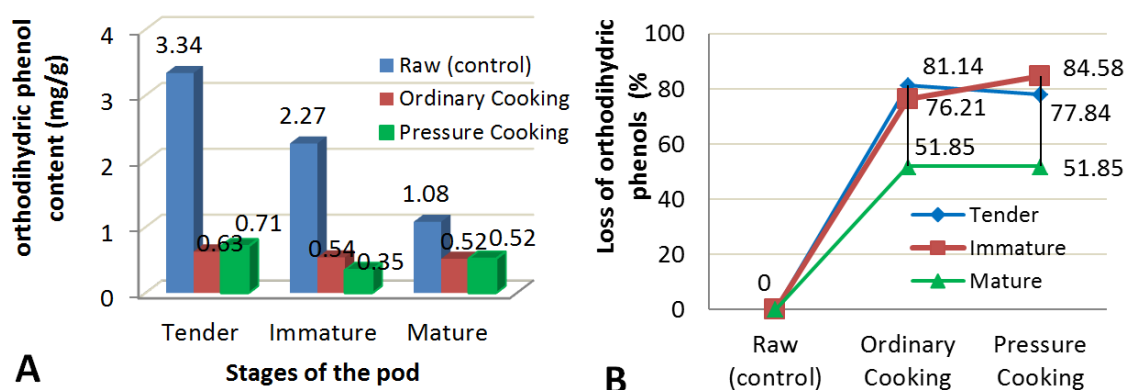 orthodihydric phenol
content (mg/g)
4
3
2
1
0
3.34
2.27
1.08
0.63
0.71
0.54
0.35
0.52
0.52
Raw (control)
Ordinary Cooking
Pressure Cooking
Tender Immature Mature
Stages of the pod
A
Loss of orthodihydric
phenols (%
100
80
60
40
20
0
0
81.14
76.21
51.85
84.58
77.84
51.85
Tender
Immature
Mature
Raw
(control)
Ordinary
Cooking
Pressure
Cooking
B